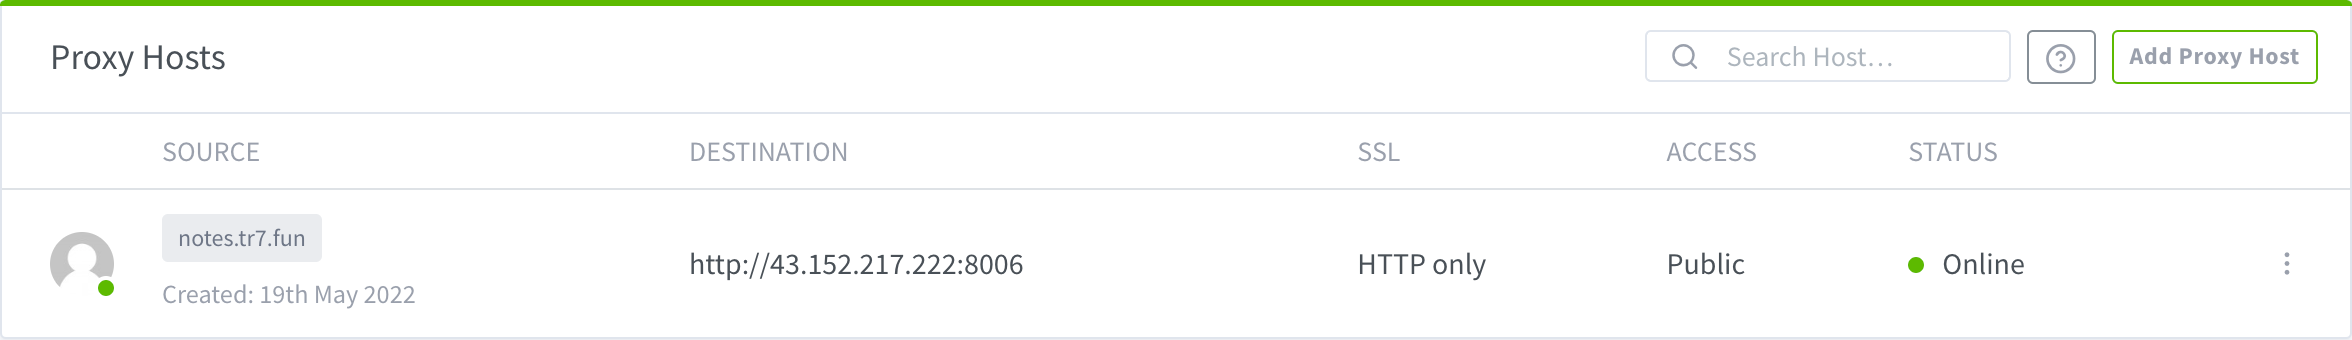 Proxy Hosts
Search Host...
Add Proxy Host
SOURCE DESTINATION SSL ACCESS STATUS
notes.tr7.fun
http://43.152.217.222:8006 HTTP only Public Online
Created: 19th May 2022